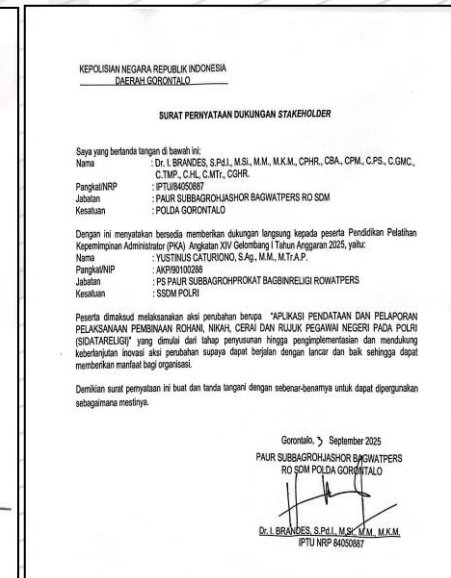 KEPOLISIAN NEGARA REPUBLIK INDONESIA
DAERAH GORONTALO
SURAT PERNYATAAN DUKUNGAN STAKEHOLDER
Saya yang bertanda tangan di bawah ini:
Nama : Dr. I. BRANDES, S.Pd.I., M.Si., M.M., M.K.M., CPHR., CBA., CPM., C.PS., C.GMC.,
C.TMP., C.HL, C.MTr., CGHR.
Pangkat/NRP : IPTU/84050887
Jabatan : PAUR SUBBAGROHJASHOR BAGWATPERS RO SDM
Kesatuan : POLDA GORONTALO
Dengan ini menyatakan bersedia memberikan dukungan langsung kepada peserta Pendidikan Pelatihan
Kepemimpinan Administrator (PKA) Angkatan XIV Gelombang I Tahun Anggaran 2025, yaitu:
Nama : YUSTINUS CATURIONO, S.Ag., M.M., M.Tr.A.P.
Pangkat/NIP : AKP/90100288
Jabatan : PS PAUR SUBBAGROHPROKAT BAGBINRELIGI ROWATPERS
Kesatuan : SSDM POLRI
Peserta dimaksud melaksanakan aksi perubahan berupa "APLIKASI PENDATAAN DAN PELAPORAN
PELAKSANAAN PEMBINAAN ROHANI, NIKAH, CERAI DAN RUJUK PEGAWAI NEGERI PADA POLRI
(SIDATARELIGI)" yang dimulai dari tahap penyusunan hingga pengimplementasian dan mendukung
keberlanjutan inovasi aksi perubahan supaya dapat berjalan dengan lancar dan baik sehingga dapat
memberikan manfaat bagi organisasi.
Demikian surat pernyataan ini buat dan tanda tangani dengan sebenar-benarnya untuk dapat dipergunakan
sebagaimana mestinya.
Gorontalo, 3 September 2025
PAUR SUBBAGROHJASHOR BAGWATPERS
RO SDM POLDA GORONTALO
Dr. I. BRANDES, S.Pd.I., M.Si., M.M., M.K.M.
IPTU NRP 84050887